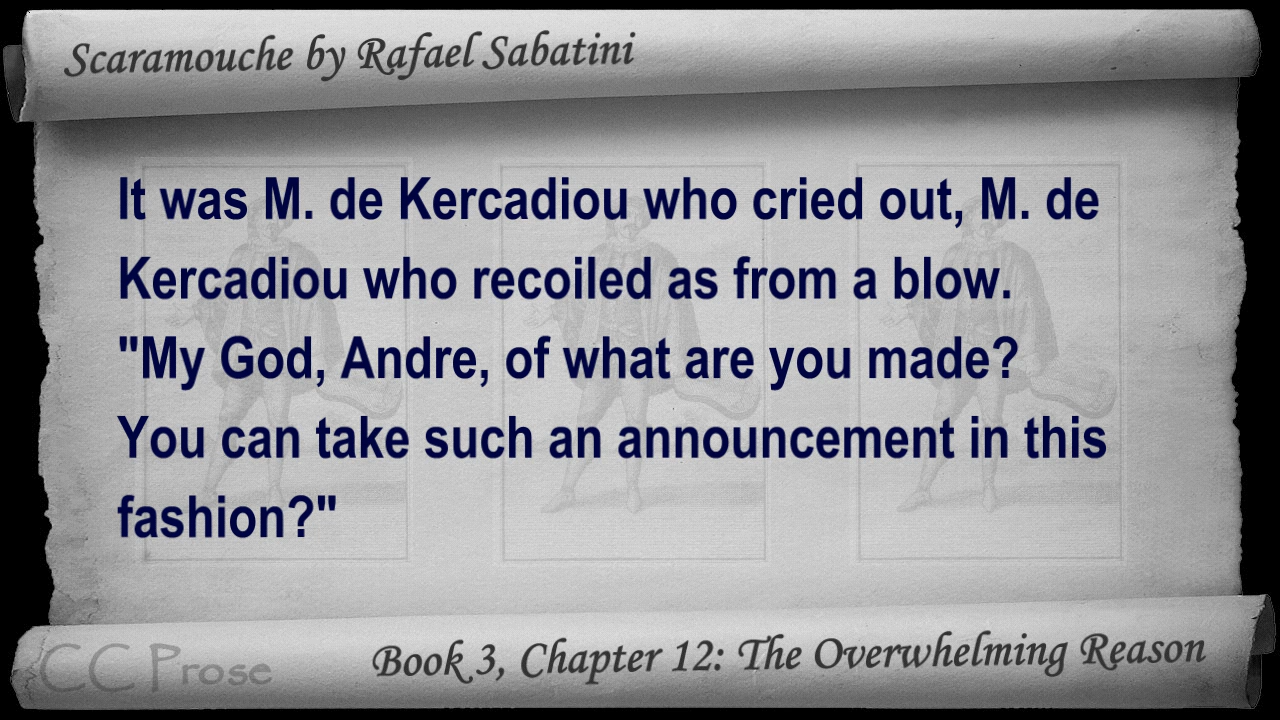 Scaramouche by Rafael Sabatini
It was M. de Kercadiou who cried out, M. de
Kercadiou who recoiled as from a blow.
"My God, Andre, of what are you made?
You can take such an announcement in this
fashion?"
CC Prose
Book 3, Chapter 12: The Overwhelming Reason